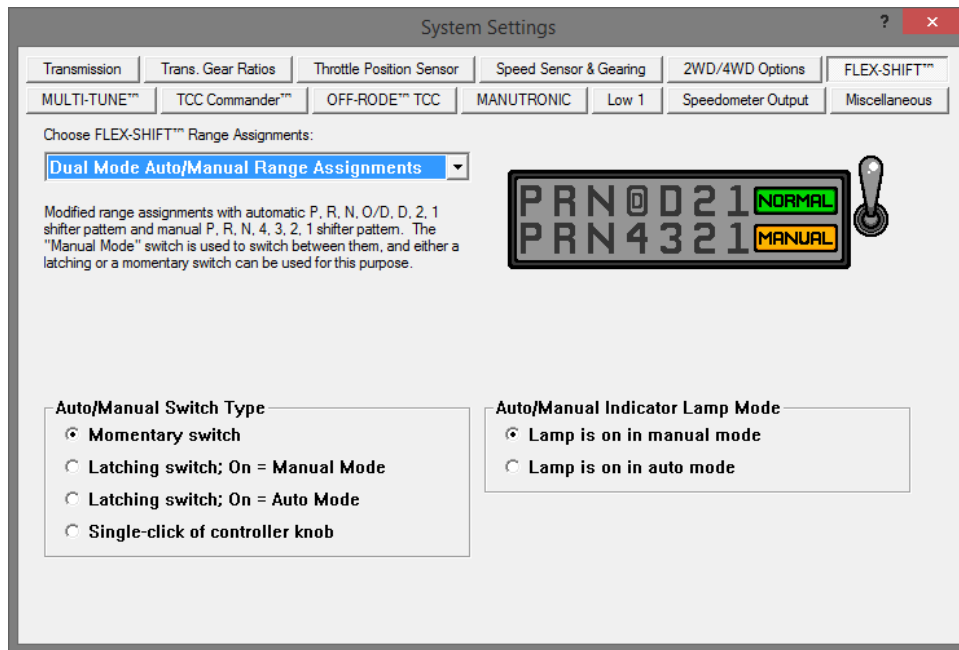 System Settings
? ×
Transmission Trans. Gear Ratios Throttle Position Sensor Speed Sensor & Gearing 2WD/4WD Options FLEX-SHIFT™
MULTI-TUNE™ TCC Commander™ OFF-RODE™ TCC MANUTRONIC Low 1 Speedometer Output Miscellaneous
Choose FLEX-SHIFT™ Range Assignments:
Dual Mode Auto/Manual Range Assignments
Modified range assignments with automatic P, R, N, O/D, D, 2, 1
shifter pattern and manual P, R, N, 4, 3, 2, 1 shifter pattern. The
"Manual Mode" switch is used to switch between them, and either a
latching or a momentary switch can be used for this purpose.
P R N D D 2 1 NORMAL
P R N 4 3 2 1 MANUAL
Auto/Manual Switch Type
Momentary switch
Latching switch; On = Manual Mode
Latching switch; On = Auto Mode
Single-click of controller knob
Auto/Manual Indicator Lamp Mode
Lamp is on in manual mode
Lamp is on in auto mode